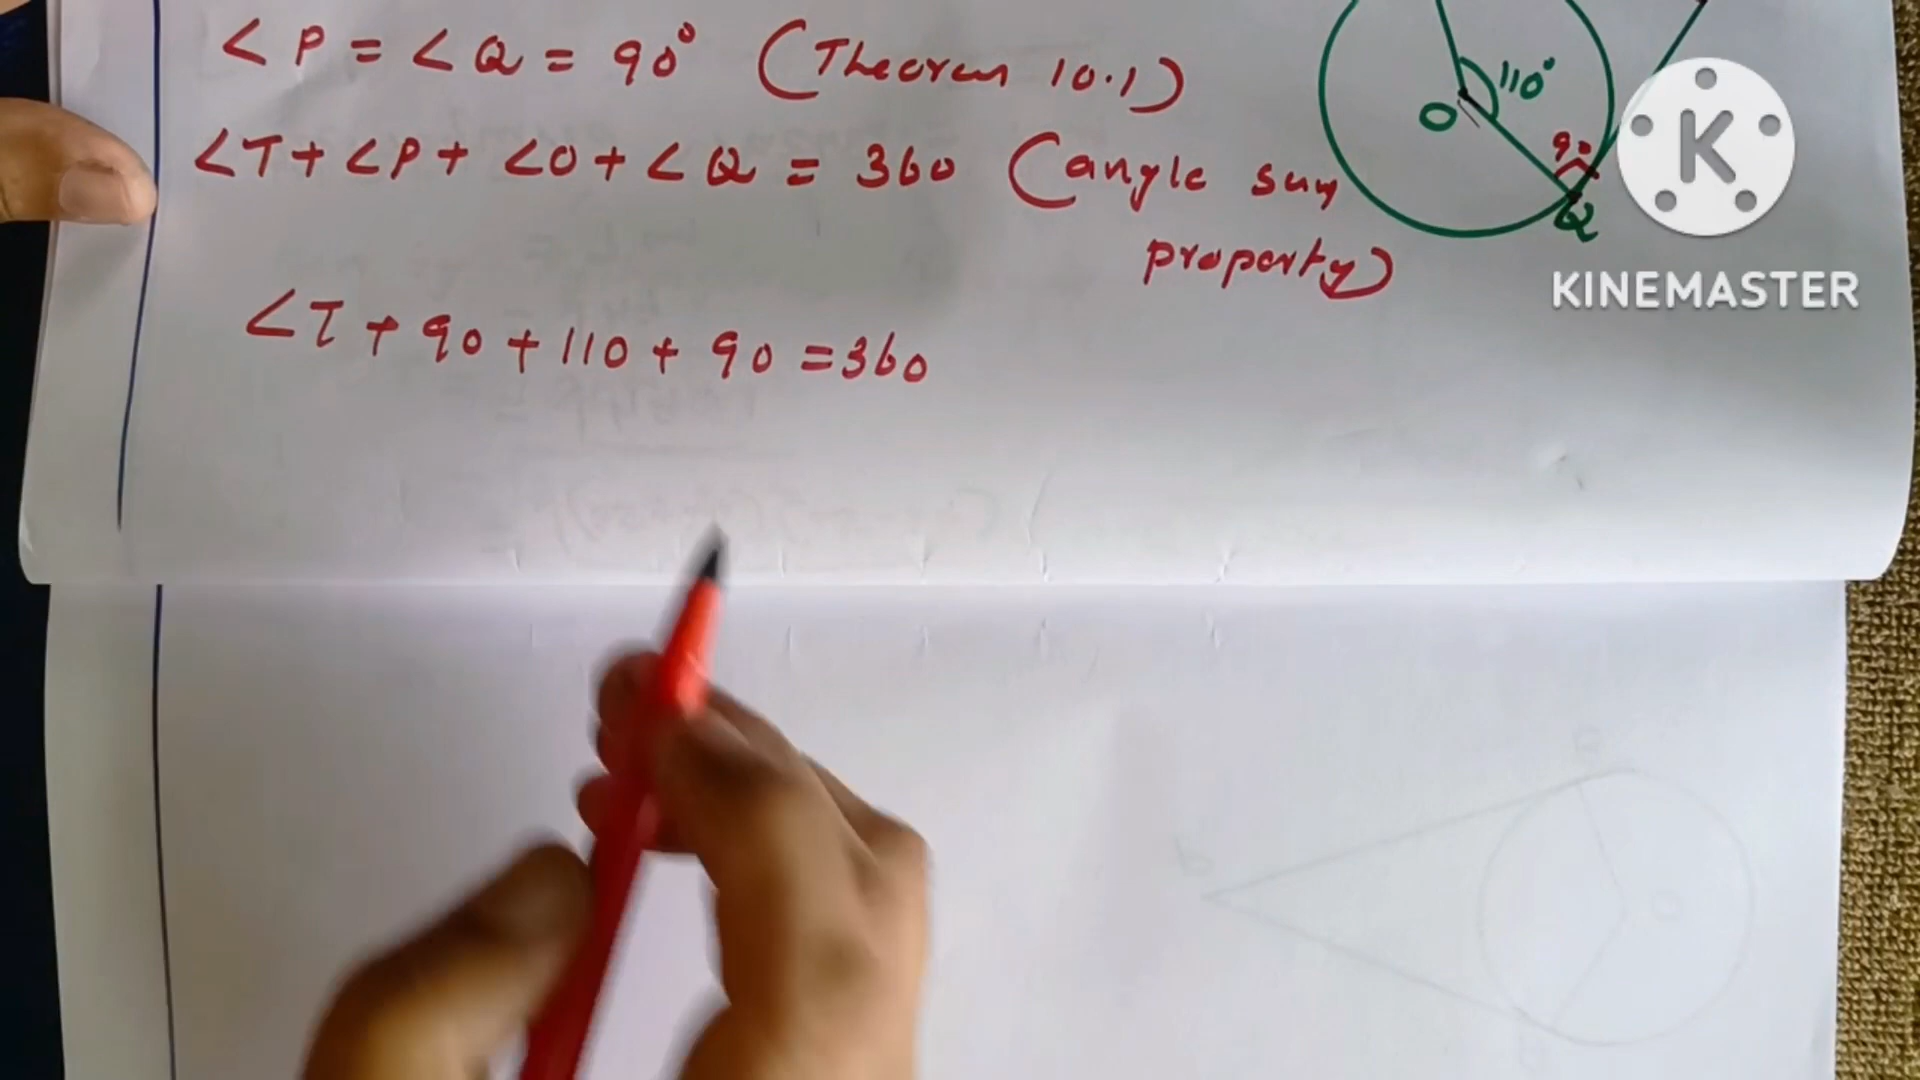 ∠P = ∠Q = 90° (Theorem 10.1)
110°
O
90
Q
∠T + ∠P + ∠O + ∠Q = 360 (angle sum
property)
∠T + 90 + 110 + 90 = 360
K
KINEMASTER